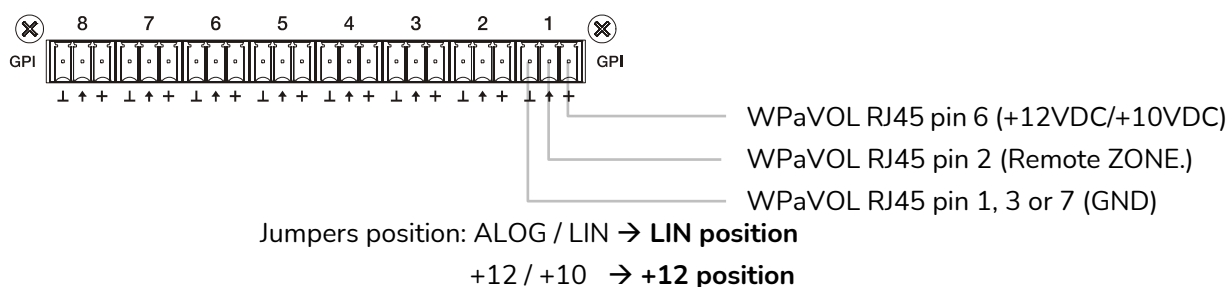 8 7 6 5 4 3 2 1
GPI GPI
⊥ ↑ + ⊥ ↑ + ⊥ ↑ + ⊥ ↑ + ⊥ ↑ + ⊥ ↑ + ⊥ ↑ + ⊥ ↑ +
WPaVOL RJ45 pin 6 (+12VDC/+10VDC)
WPaVOL RJ45 pin 2 (Remote ZONE.)
WPaVOL RJ45 pin 1, 3 or 7 (GND)
Jumpers position: ALOG / LIN → LIN position
+12 / +10 → +12 position